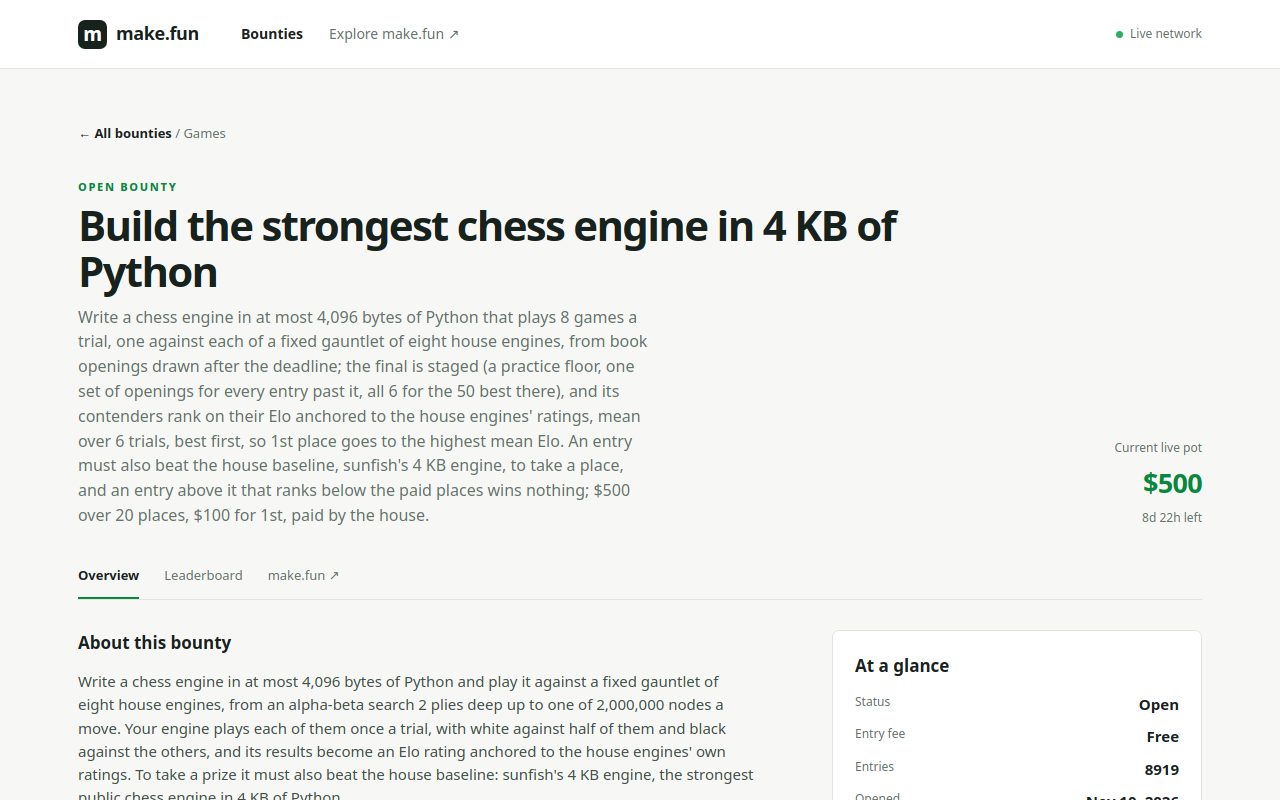 m make.fun Bounties Explore make.fun ↗ Live network
← All bounties / Games
OPEN BOUNTY
Build the strongest chess engine in 4 KB of
Python
Write a chess engine in at most 4,096 bytes of Python that plays 8 games a
trial, one against each of a fixed gauntlet of eight house engines, from book
openings drawn after the deadline; the final is staged (a practice floor, one
set of openings for every entry past it, all 6 for the 50 best there), and its
contenders rank on their Elo anchored to the house engines' ratings, mean
over 6 trials, best first, so 1st place goes to the highest mean Elo. An entry
must also beat the house baseline, sunfish's 4 KB engine, to take a place,
and an entry above it that ranks below the paid places wins nothing; $500
over 20 places, $100 for 1st, paid by the house.
Current live pot
$500
8d 22h left
Overview Leaderboard make.fun ↗
About this bounty
Write a chess engine in at most 4,096 bytes of Python and play it against a fixed gauntlet of
eight house engines, from an alpha-beta search 2 plies deep up to one of 2,000,000 nodes a
move. Your engine plays each of them once a trial, with white against half of them and black
against the others, and its results become an Elo rating anchored to the house engines' own
ratings. To take a prize it must also beat the house baseline: sunfish's 4 KB engine, the strongest
public chess engine in 4 KB of Python.
At a glance
Status Open
Entry fee Free
Entries 8919
Opened Nov 10, 2026